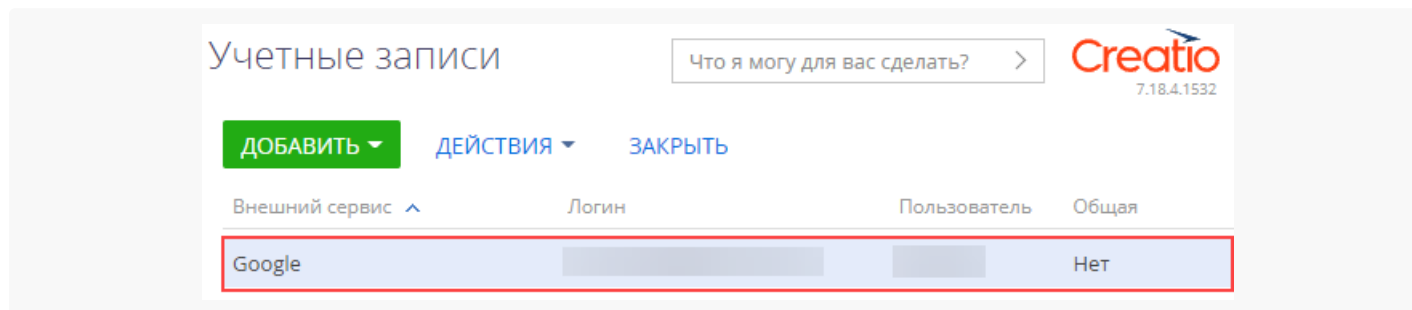 Учетные записи
Что я могу для вас сделать?
Creatio
7.18.4.1532
ДОБАВИТЬ ДЕЙСТВИЯ ЗАКРЫТЬ
Внешний сервис Логин Пользователь Общая
Google Нет